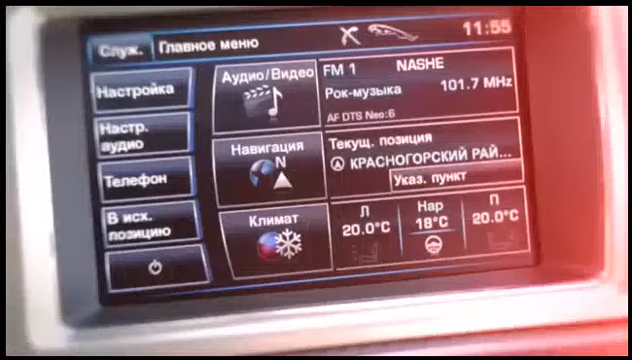 Служ. Главное меню 11:55
Настройка
Настр.
аудио
Телефон
В исх.
позицию
Аудио/Видео
Навигация
N
Климат
FM 1 NASHE
Рок-музыка 101.7 MHz
AF DTS Neo:6
Текущ. позиция
КРАСНОГОРСКИЙ РАЙ...
Указ. пункт
Л Нар П
20.0°C 18°C 20.0°C